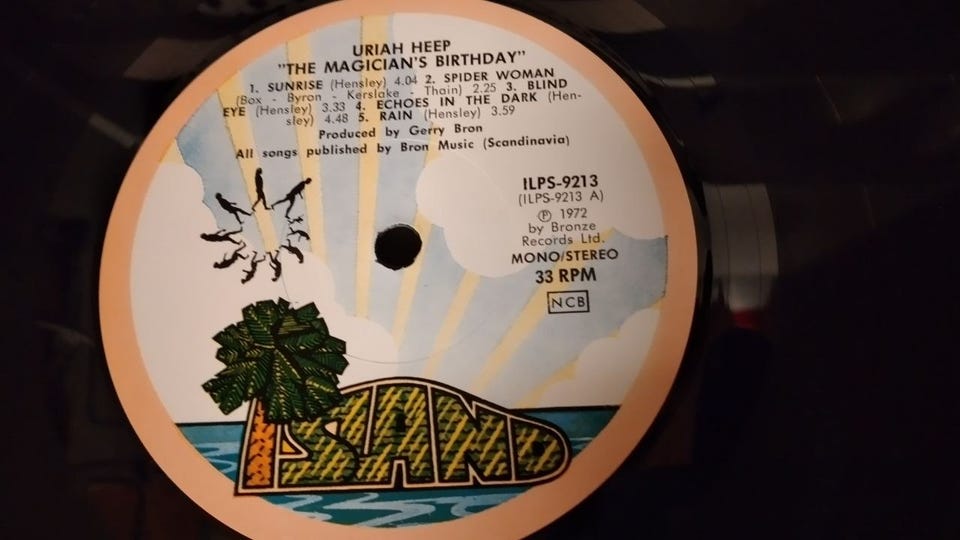 URIAH HEEP
"THE MAGICIAN'S BIRTHDAY"
1. SUNRISE (Hensley) 4.04 2. SPIDER WOMAN
(Box - Byron - Kerslake - Thain) 2.25 3. BLIND
EYE (Hensley) 3.33 4. ECHOES IN THE DARK (Hen-
sley) 4.48 5. RAIN (Hensley) 3.59
Produced by Gerry Bron
All songs published by Bron Music (Scandinavia)
ILPS-9213
(ILPS-9213 A)
℗ 1972
by Bronze
Records Ltd.
MONO/STEREO
33 RPM
NCB
ISLAND